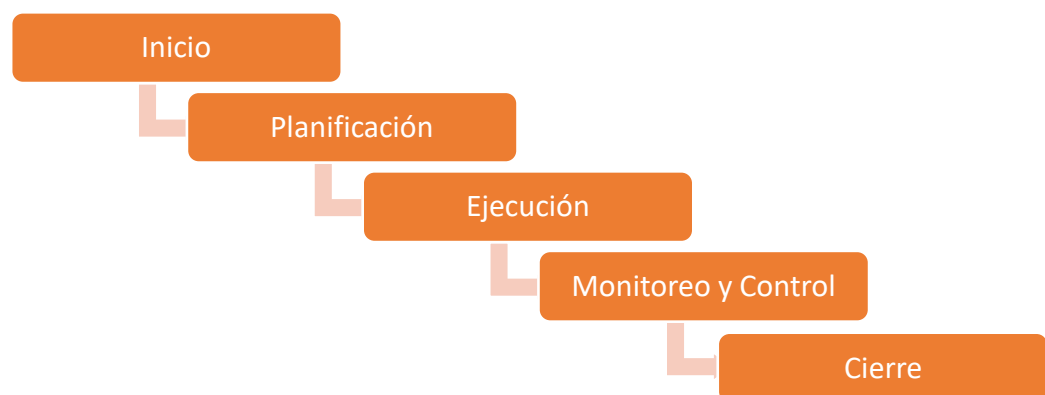 Inicio
Planificación
Ejecución
Monitoreo y Control
Cierre